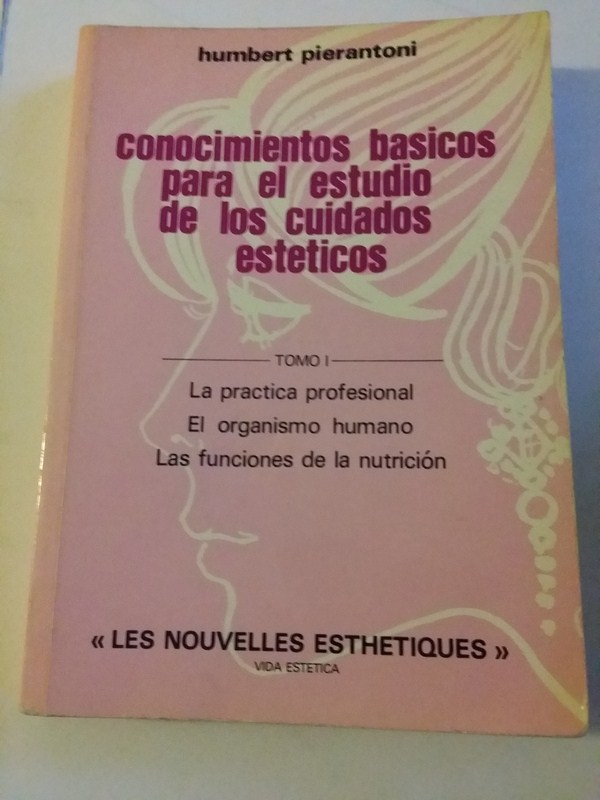 humbert pierantoni
conocimientos basicos
para el estudio
de los cuidados
esteticos
TOMO I
La practica profesional
El organismo humano
Las funciones de la nutrición
« LES NOUVELLES ESTHETIQUES »
VIDA ESTETICA